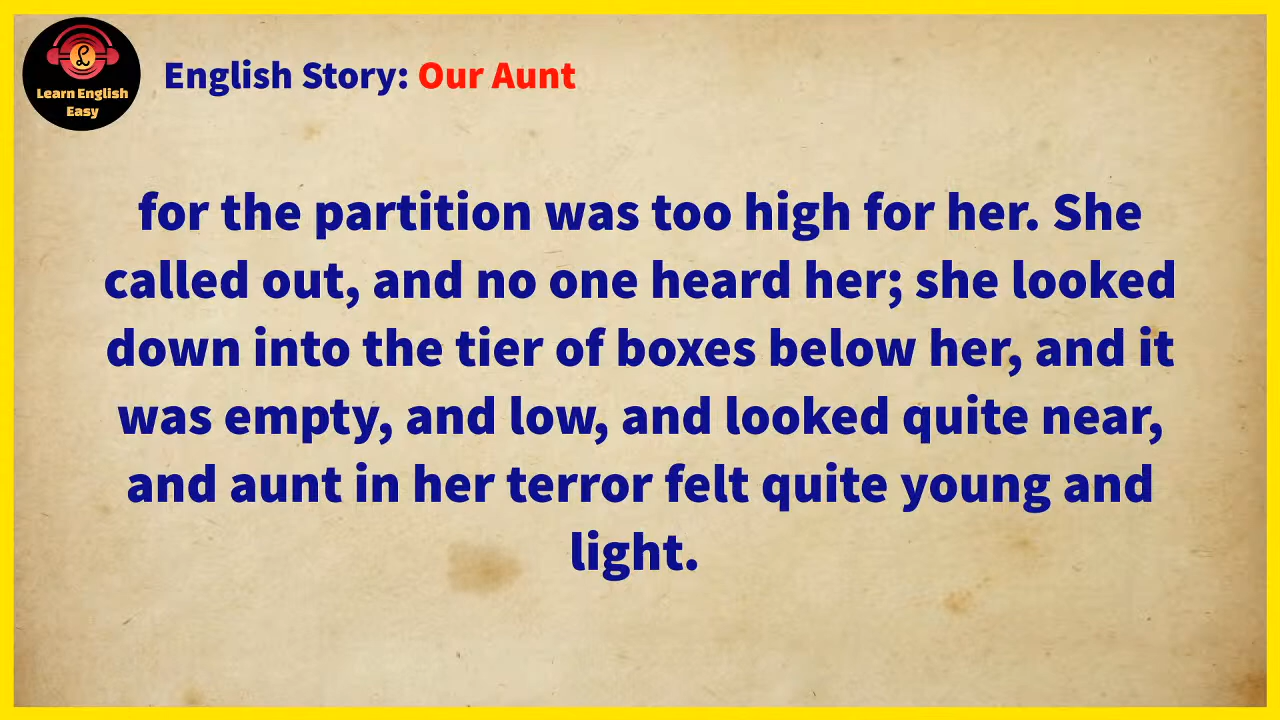 Learn English
Easy
English Story: Our Aunt
for the partition was too high for her. She
called out, and no one heard her; she looked
down into the tier of boxes below her, and it
was empty, and low, and looked quite near,
and aunt in her terror felt quite young and
light.